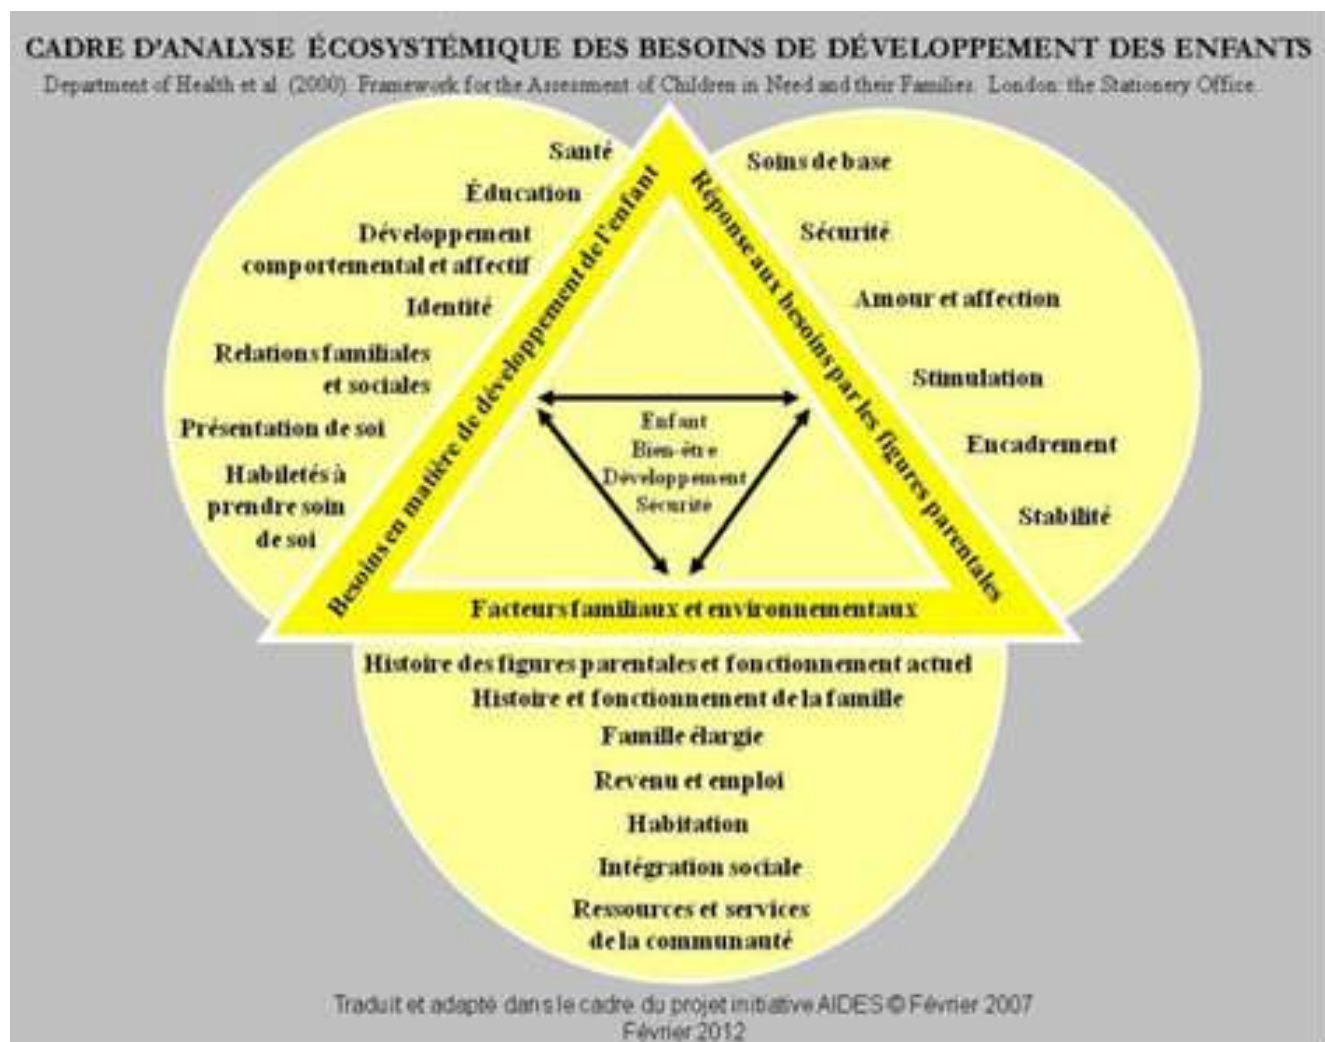 CADRE D'ANALYSE ÉCOSYSTÉMIQUE DES BESOINS DE DÉVELOPPEMENT DES ENFANTS
Department of Health et al. (2000). Framework for the Assessment of Children in Need and their Families. London: the Stationery Office.
Santé
Éducation
Développement
comportemental et affectif
Identité
Relations familiales
et sociales
Présentation de soi
Habiletés à
prendre soin
de soi
Besoins en matière de développement de l'enfant
Réponse aux besoins par les figures parentales
Soins de base
Sécurité
Amour et affection
Stimulation
Encadrement
Stabilité
Enfant
Bien-être
Développement
Sécurité
Facteurs familiaux et environnementaux
Histoire des figures parentales et fonctionnement actuel
Histoire et fonctionnement de la famille
Famille élargie
Revenu et emploi
Habitation
Intégration sociale
Ressources et services
de la communauté
Traduit et adapté dans le cadre du projet initiative AIDES © Février 2007
Février 2012